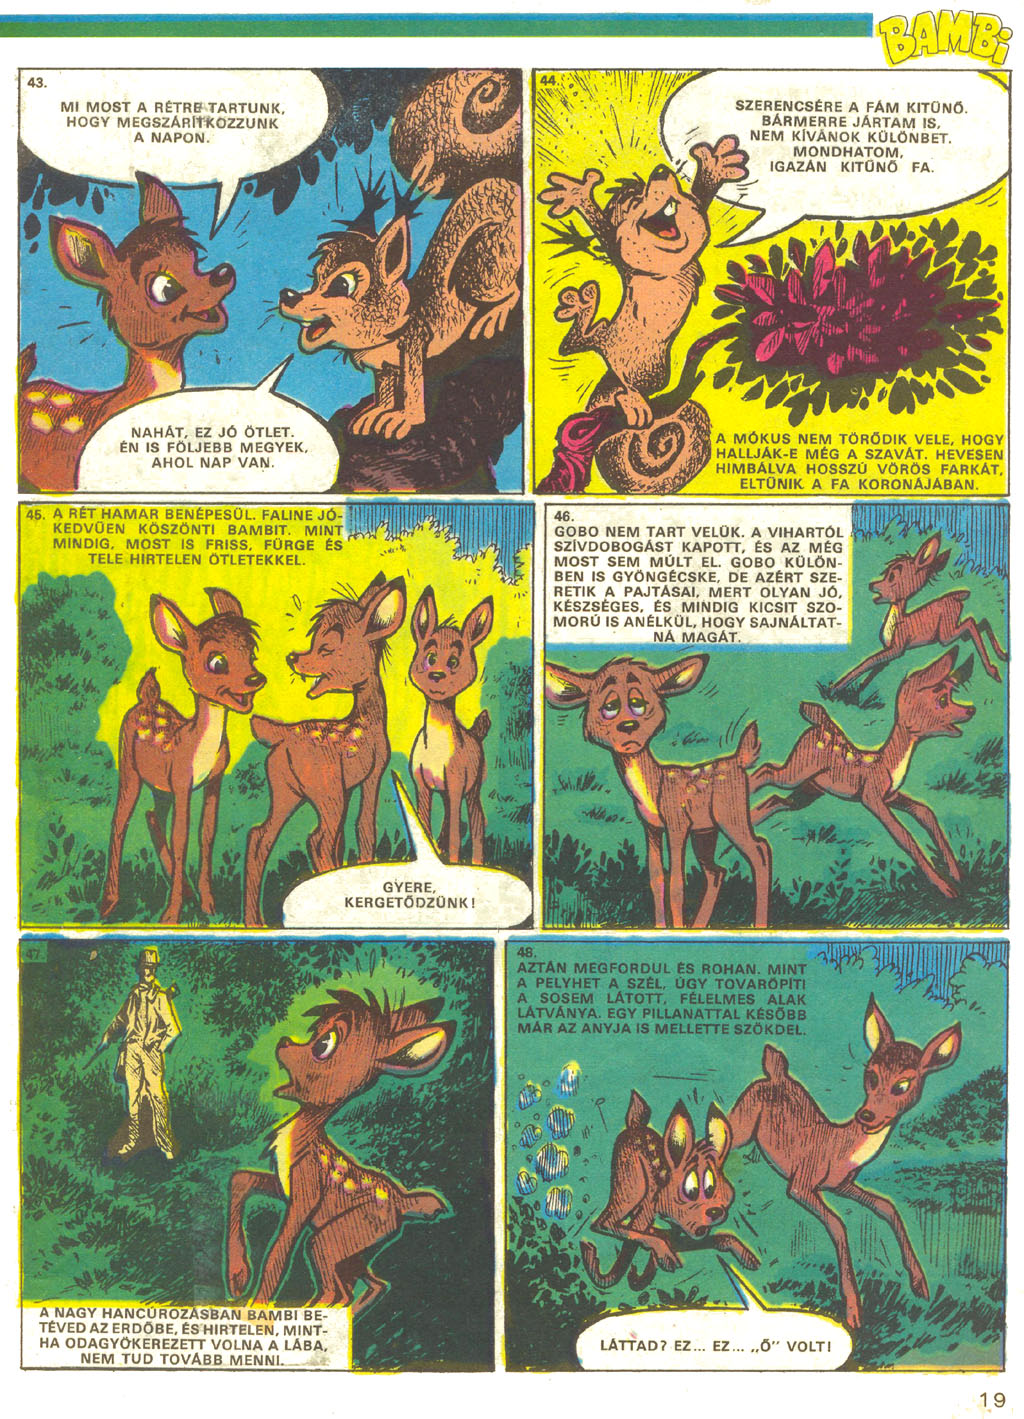 BAMBi
43.
MI MOST A RÉTRE TARTUNK,
HOGY MEGSZÁRÍTKOZZUNK
A NAPON.
NAHÁT, EZ JÓ ÖTLET.
ÉN IS FÖLJEBB MEGYEK,
AHOL NAP VAN.
44.
SZERENCSÉRE A FÁM KITÜNŐ.
BÁRMERRE JÁRTAM IS,
NEM KÍVÁNOK KÜLÖNBET.
MONDHATOM,
IGAZÁN KITÜNŐ FA.
A MÓKUS NEM TÖRŐDIK VELE, HOGY
HALLJÁK-E MÉG A SZAVÁT. HEVESEN
HIMBÁLVA HOSSZÚ VÖRÖS FARKÁT,
ELTÜNIK A FA KORONÁJÁBAN.
45. A RÉT HAMAR BENÉPESÜL. FALINE JÓ-
KEDVÜEN KÖSZÖNTI BAMBIT. MINT
MINDIG, MOST IS FRISS, FÜRGE ÉS
TELE HIRTELEN ÖTLETEKKEL.
GYERE,
KERGETŐDZÜNK!
46.
GOBO NEM TART VELÜK. A VIHARTÓL
SZÍVDOBOGÁST KAPOTT, ÉS AZ MÉG
MOST SEM MÚLT EL. GOBO KÜLÖN-
BEN IS GYÖNGÉCSKE, DE AZÉRT SZE-
RETIK A PAJTÁSAI, MERT OLYAN JÓ,
KÉSZSÉGES, ÉS MINDIG KICSIT SZO-
MORÚ IS ANÉLKÜL, HOGY SAJNÁLTAT-
NÁ MAGÁT.
47.
A NAGY HANCÚROZÁSBAN BAMBI BE-
TÉVED AZ ERDŐBE, ÉS HIRTELEN, MINT-
HA ODAGYÖKEREZETT VOLNA A LÁBA,
NEM TUD TOVÁBB MENNI.
48.
AZTÁN MEGFORDUL ÉS ROHAN. MINT
A PELYHET A SZÉL, ÚGY TOVARÖPÍTI
A SOSEM LÁTOTT, FÉLELMES ALAK
LÁTVÁNYA. EGY PILLANATTAL KÉSŐBB
MÁR AZ ANYJA IS MELLETTE SZÖKDEL.
LÁTTAD? EZ... EZ... „Ő” VOLT!
19